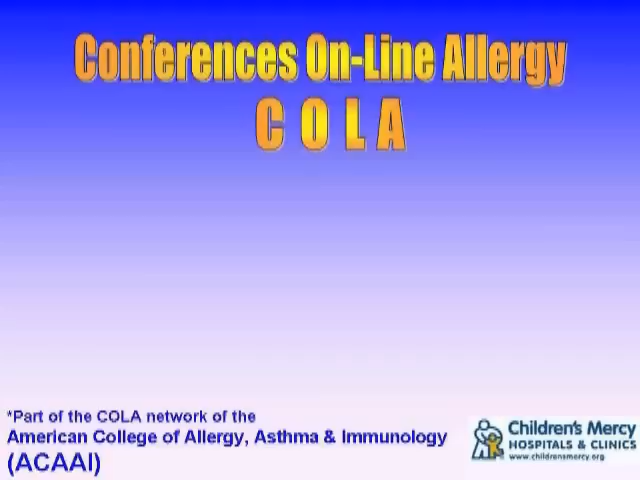 Conferences On-Line Allergy
C O L A
*Part of the COLA network of the
American College of Allergy, Asthma & Immunology
(ACAAI)
Children's Mercy
HOSPITALS & CLINICS
www.childrensmercy.org